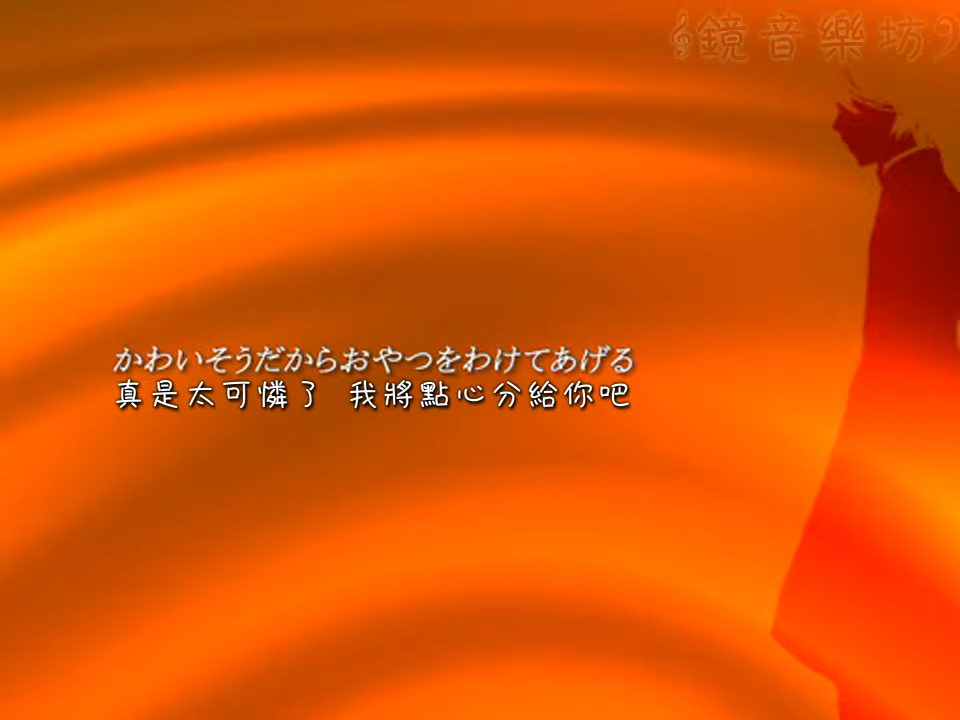 鏡音樂坊
かわいそうだからおやつをわけてあげる
真是太可憐了 我將點心分給你吧